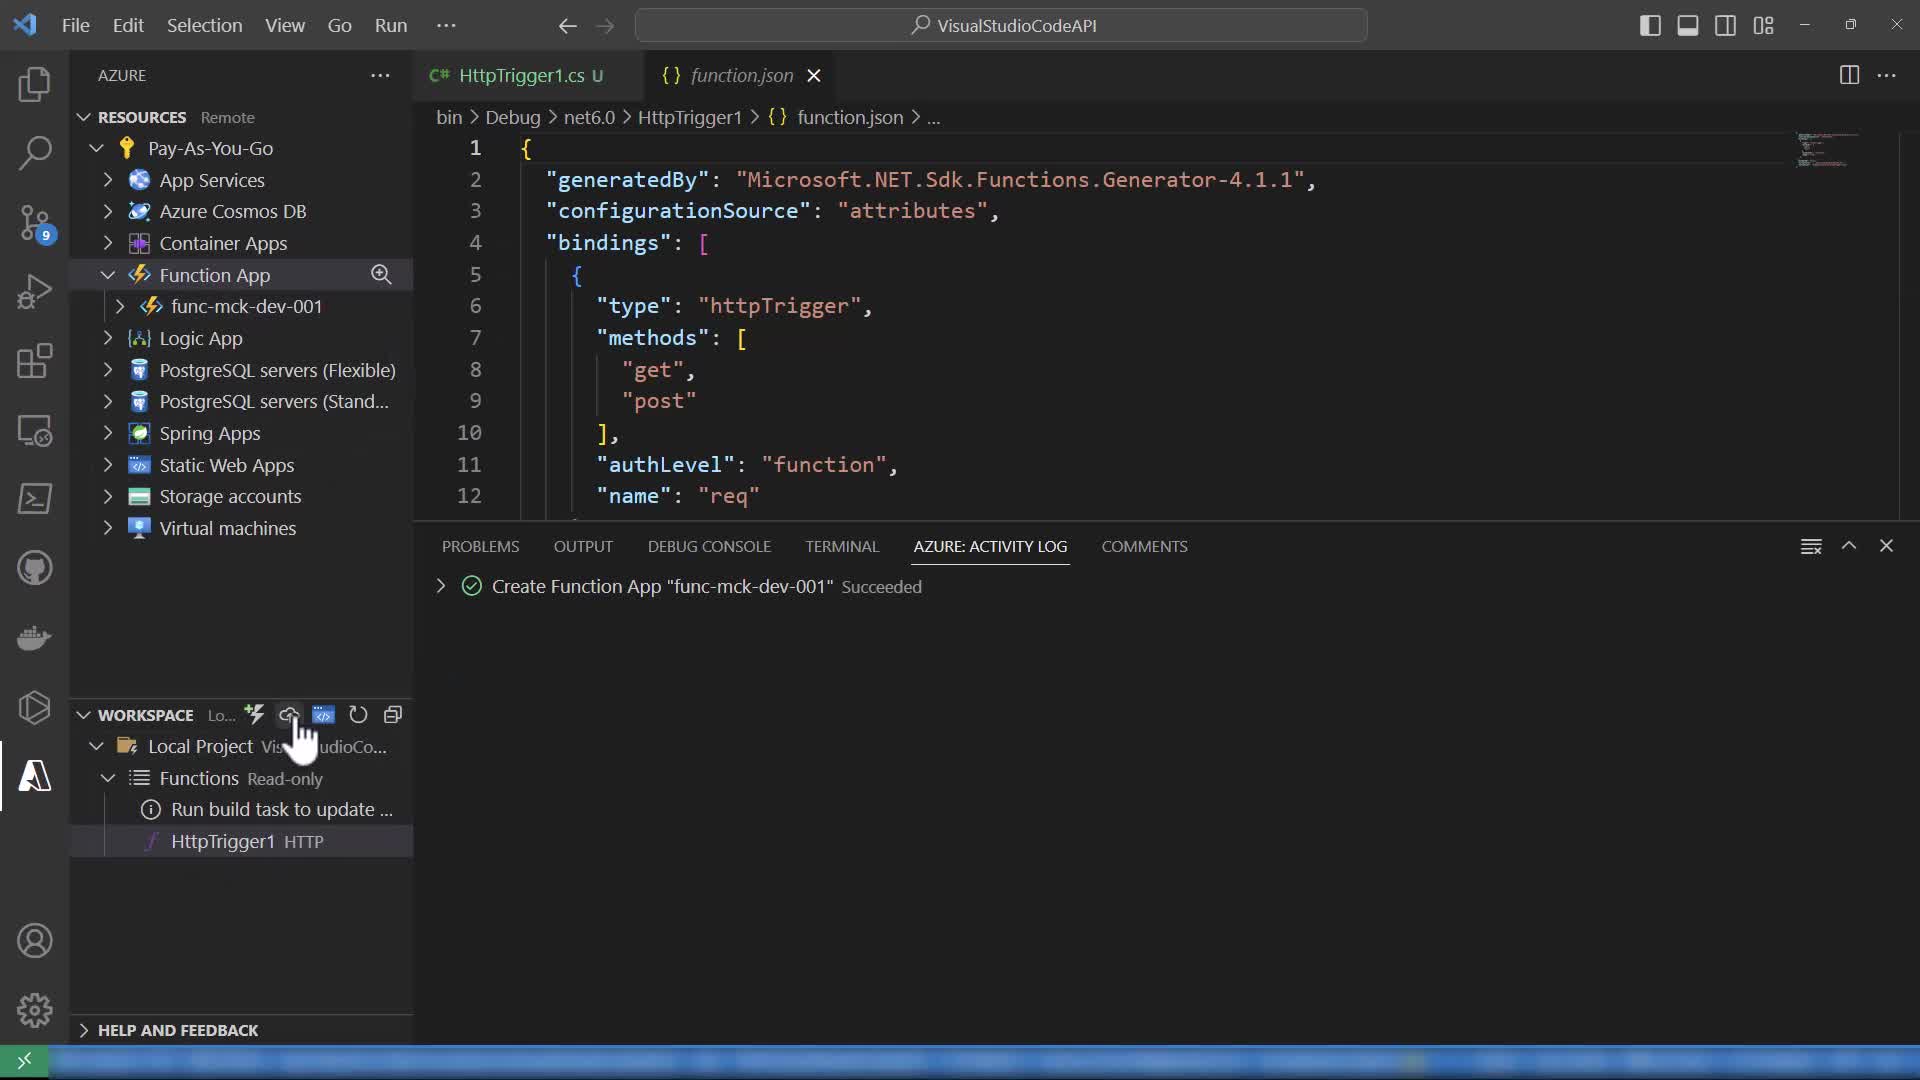 File Edit Selection View Go Run ...
VisualStudioCodeAPI
AZURE
RESOURCES Remote
Pay-As-You-Go
App Services
Azure Cosmos DB
Container Apps
Function App
func-mck-dev-001
Logic App
PostgreSQL servers (Flexible)
PostgreSQL servers (Stand...
Spring Apps
Static Web Apps
Storage accounts
Virtual machines
WORKSPACE Lo...
Local Project Vis udioCo...
Functions Read-only
Run build task to update ...
HttpTrigger1 HTTP
HELP AND FEEDBACK
9
C# HttpTrigger1.cs U {} function.json
bin > Debug > net6.0 > HttpTrigger1 > {} function.json > ...
1 {
2 "generatedBy": "Microsoft.NET.Sdk.Functions.Generator-4.1.1",
3 "configurationSource": "attributes",
4 "bindings": [
5 {
6 "type": "httpTrigger",
7 "methods": [
8 "get",
9 "post"
10 ],
11 "authLevel": "function",
12 "name": "req"
PROBLEMS OUTPUT DEBUG CONSOLE TERMINAL AZURE: ACTIVITY LOG COMMENTS
Create Function App "func-mck-dev-001" Succeeded